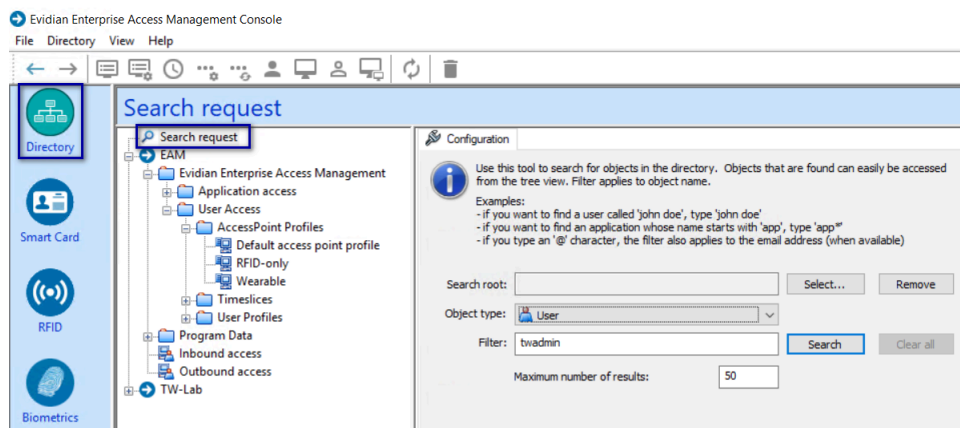 Evidian Enterprise Access Management Console
File Directory View Help
Directory
Smart Card
RFID
Biometrics
Search request
Search request
EAM
Evidian Enterprise Access Management
Application access
User Access
AccessPoint Profiles
Default access point profile
RFID-only
Wearable
Timeslices
User Profiles
Program Data
Inbound access
Outbound access
TW-Lab
Configuration
Use this tool to search for objects in the directory. Objects that are found can easily be accessed
from the tree view. Filter applies to object name.
Examples:
- if you want to find a user called 'john doe', type 'john doe'
- if you want to find an application whose name starts with 'app', type 'app*'
- if you type an '@' character, the filter also applies to the email address (when available)
Search root: Select... Remove
Object type: User
Filter: twadmin Search Clear all
Maximum number of results: 50